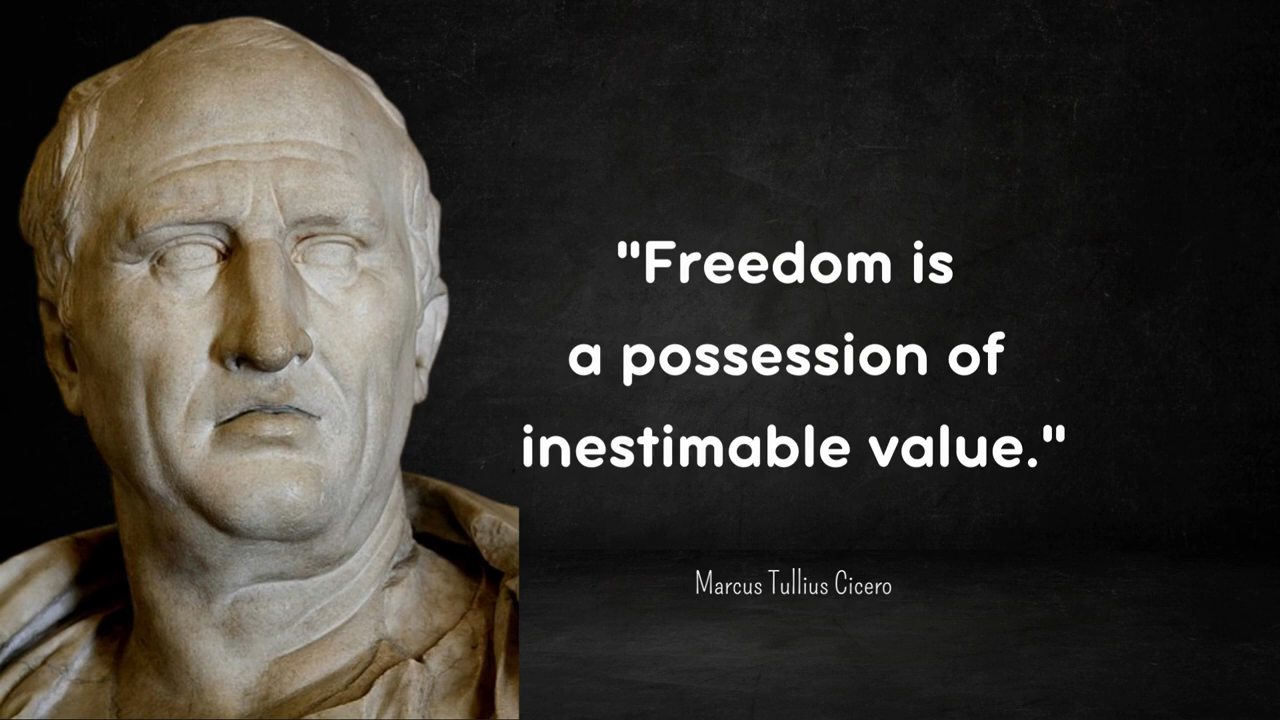 "Freedom is
a possession of
inestimable value."
Marcus Tullius Cicero